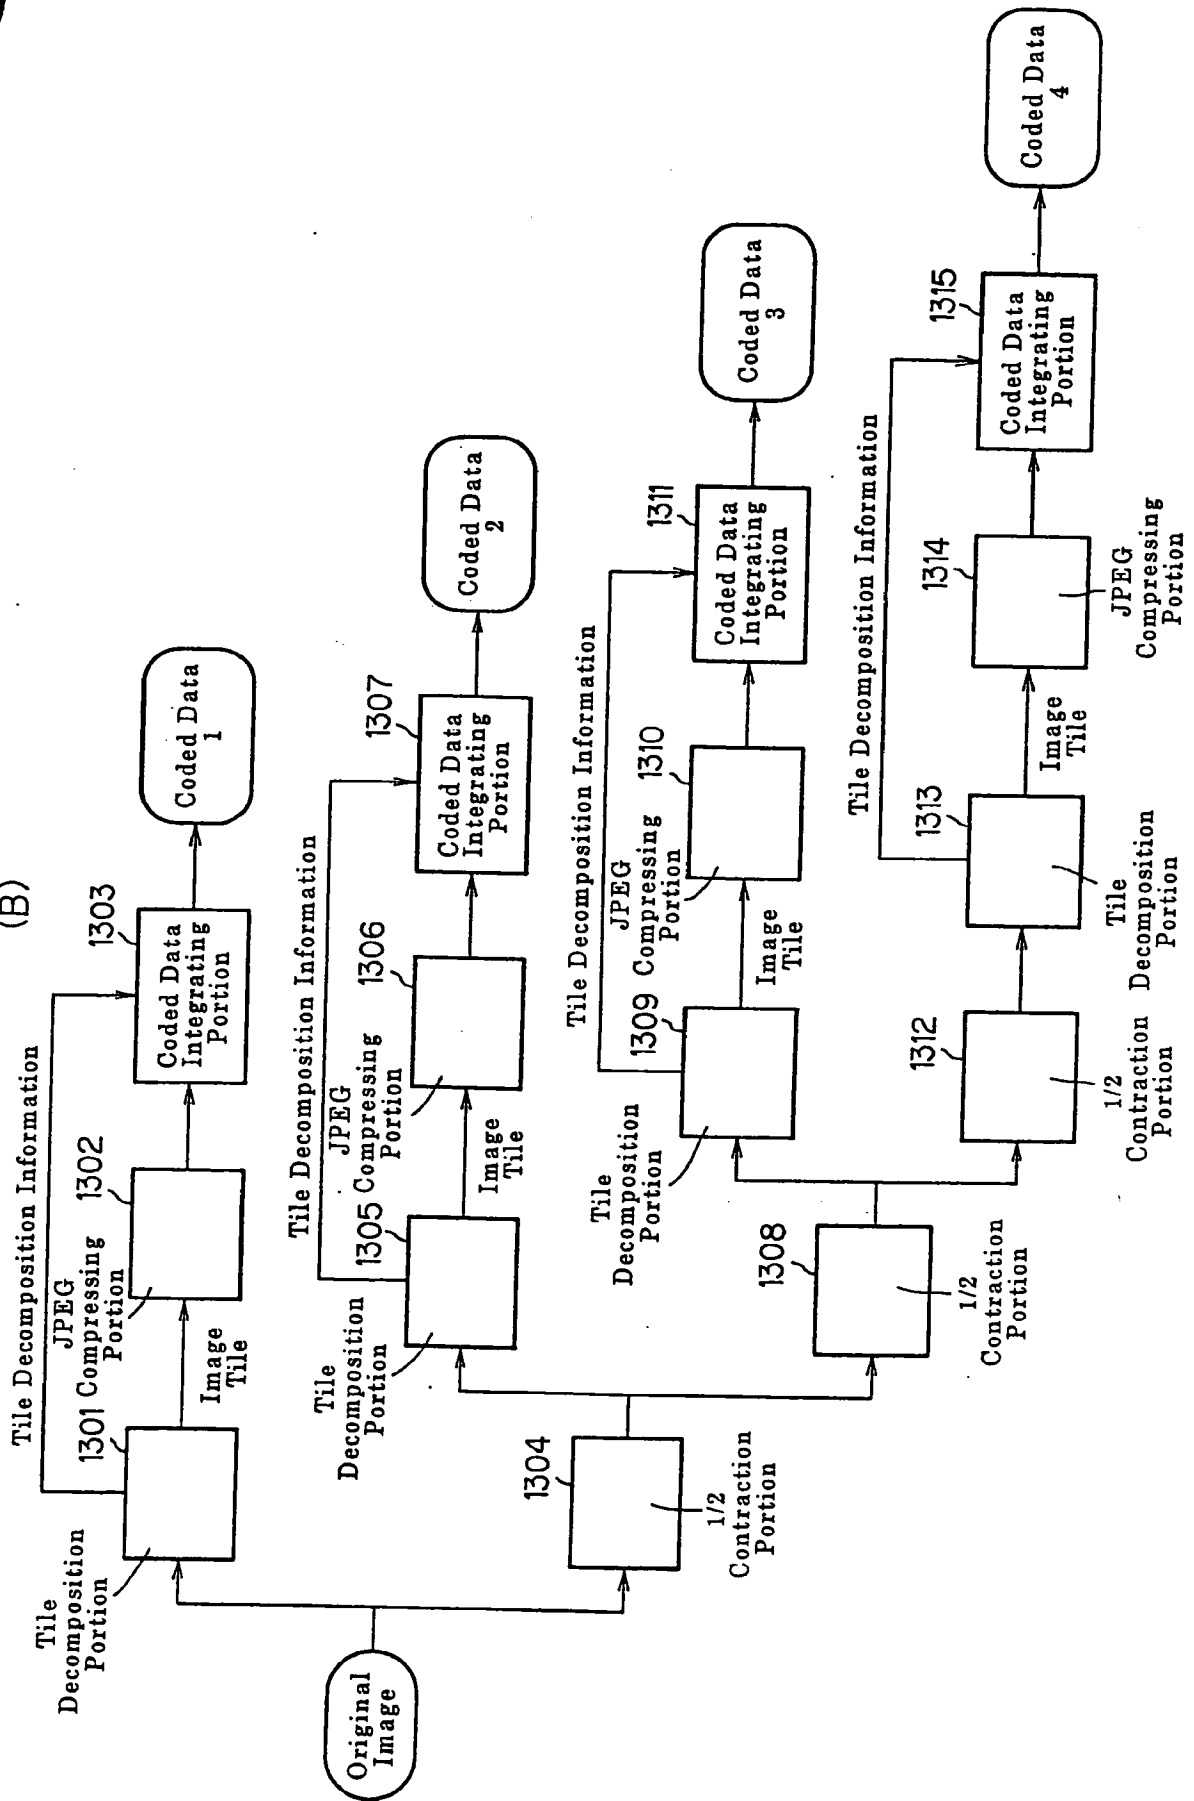 (B)
Original
Image
Tile
Decomposition
Portion
1301
Tile Decomposition Information
Image
Tile
JPEG
Compressing
Portion
1302
1303
Coded Data
Integrating
Portion
Coded Data
1
1304
1/2
Contraction
Portion
Tile
Decomposition
Portion
1305
Tile Decomposition Information
Image
Tile
JPEG
Compressing
Portion
1306
1307
Coded Data
Integrating
Portion
Coded Data
2
1308
1/2
Contraction
Portion
Tile
Decomposition
Portion
1309
Tile Decomposition Information
Image
Tile
JPEG
Compressing
Portion
1310
1311
Coded Data
Integrating
Portion
Coded Data
3
1312
1/2
Contraction
Portion
1313
Tile
Decomposition
Portion
Tile Decomposition Information
Image
Tile
1314
JPEG
Compressing
Portion
1315
Coded Data
Integrating
Portion
Coded Data
4